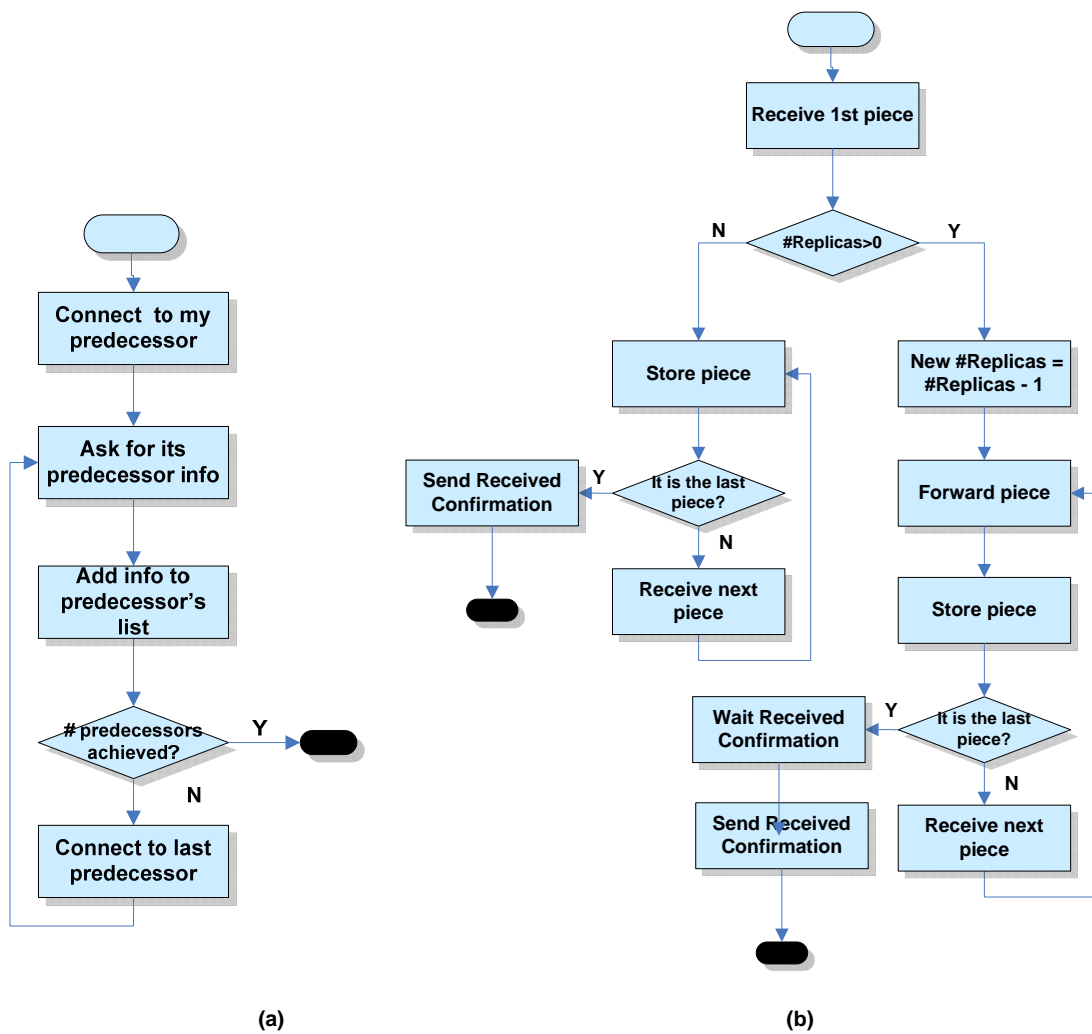 Connect to my
predecessor
Ask for its
predecessor info
Add info to
predecessor's
list
# predecessors
achieved?
Y
N
Connect to last
predecessor
(a)
Receive 1st piece
#Replicas>0
N
Y
Store piece
It is the last
piece?
Y
N
Send Received
Confirmation
Receive next
piece
New #Replicas =
#Replicas - 1
Forward piece
Store piece
It is the last
piece?
Y
N
Wait Received
Confirmation
Send Received
Confirmation
Receive next
piece
(b)